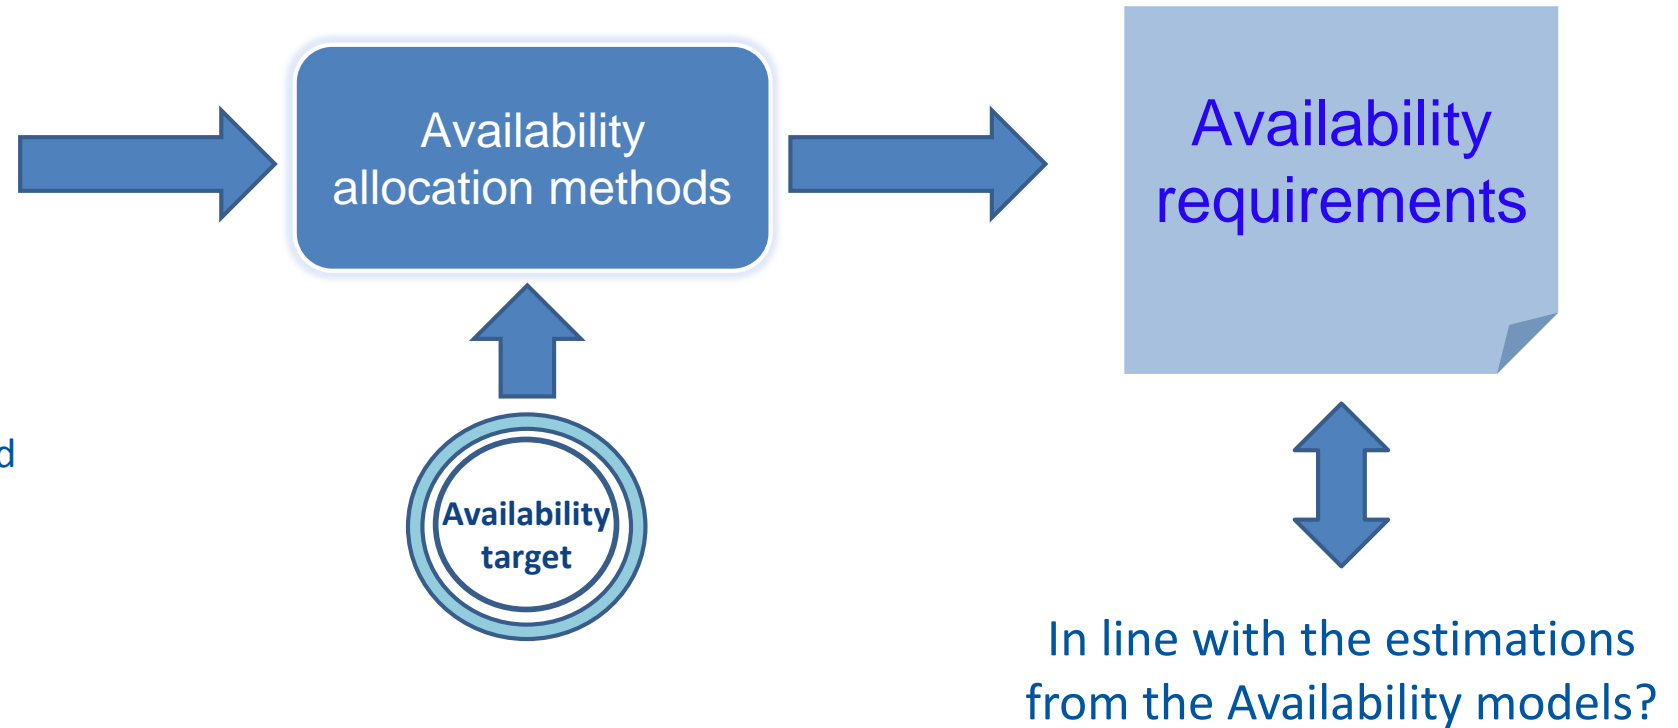 Availability
allocation methods
Availability
requirements
d
Availability
target
In line with the estimations
from the Availability models?